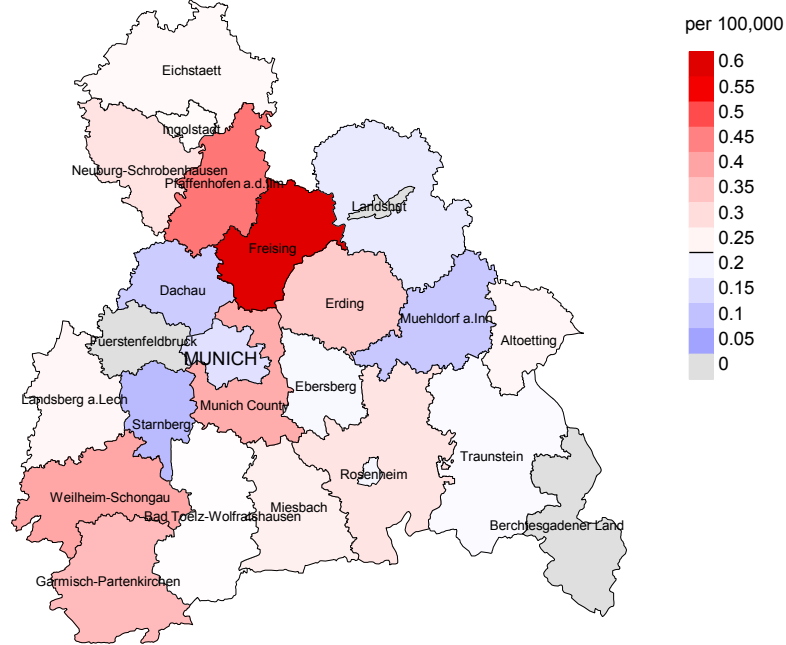 per 100,000
0.6
0.55
0.5
0.45
0.4
0.35
0.3
0.25
0.2
0.15
0.1
0.05
0
Eichstaett
Ingolstadt
Neuburg-Schrobenhausen
Pfaffenhofen a.d.Ilm
Landshut
Freising
Dachau
Erding
Muehldorf a.Inn
Altoetting
Fuerstenfeldbruck
MUNICH
Ebersberg
Landsberg a.Lech
Munich County
Starnberg
Traunstein
Rosenheim
Weilheim-Schongau
Miesbach
Bad Toelz-Wolfratshausen
Berchtesgadener Land
Garmisch-Partenkirchen